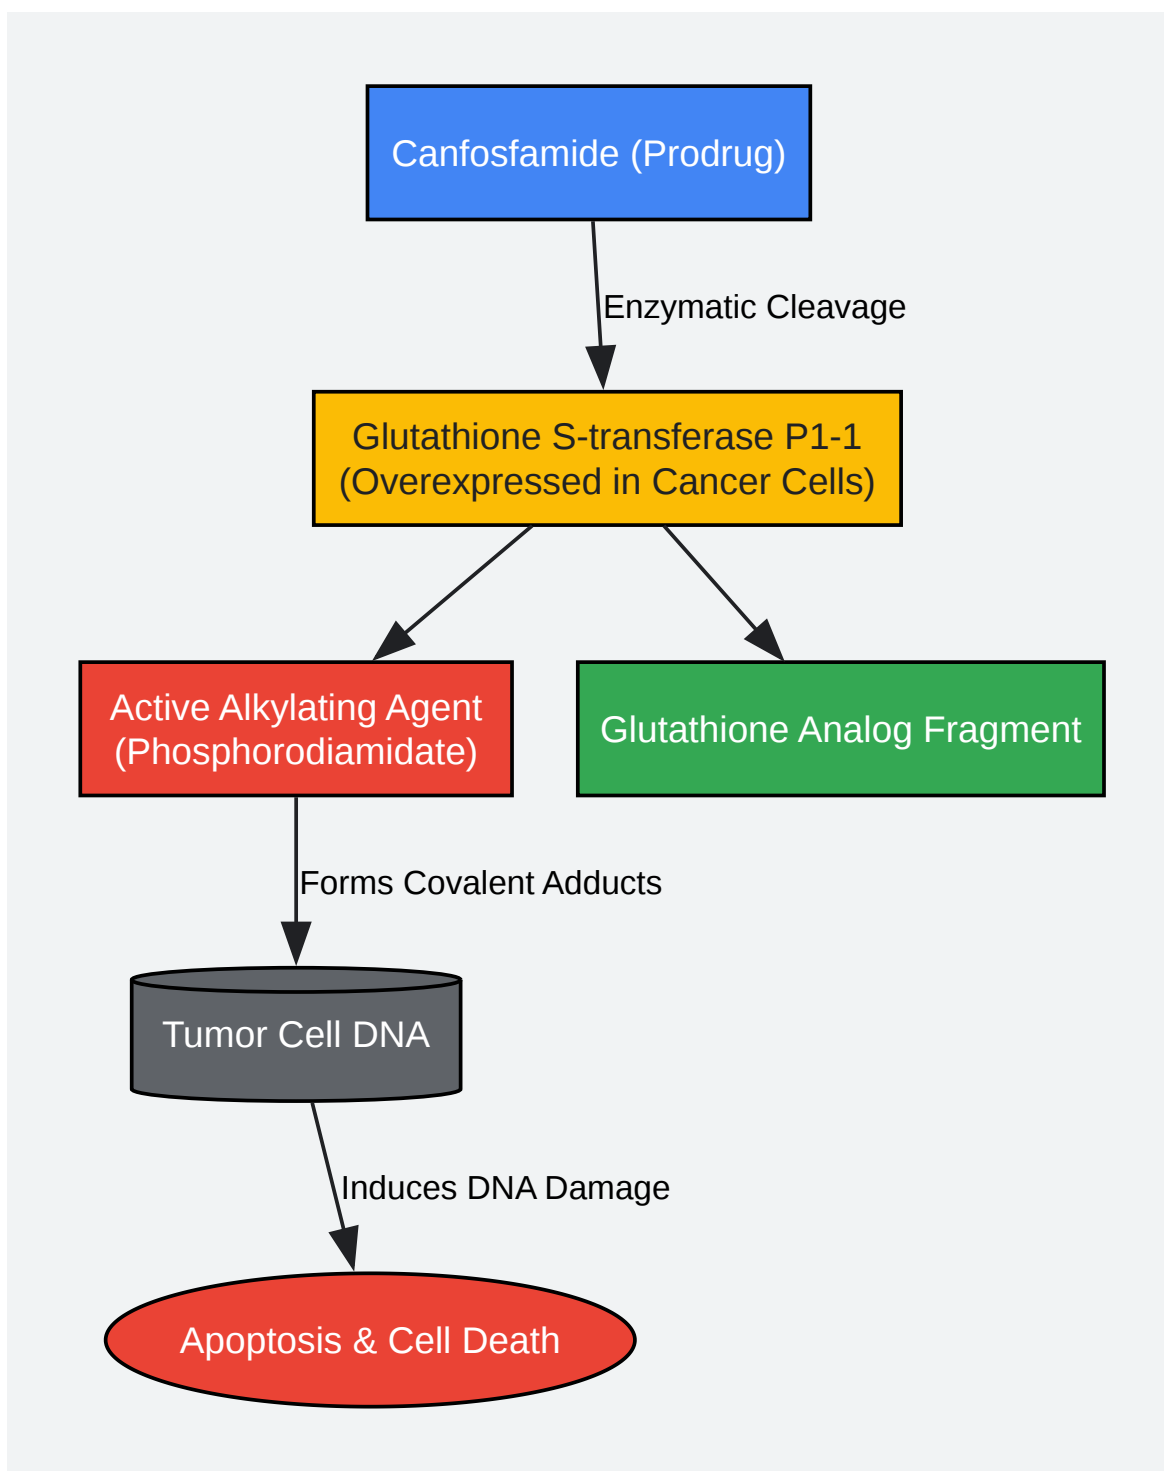 Canfosfamide (Prodrug)
Enzymatic Cleavage
Glutathione S-transferase P1-1
(Overexpressed in Cancer Cells)
Active Alkylating Agent
(Phosphorodiamidate)
Glutathione Analog Fragment
Forms Covalent Adducts
Tumor Cell DNA
Induces DNA Damage
Apoptosis & Cell Death